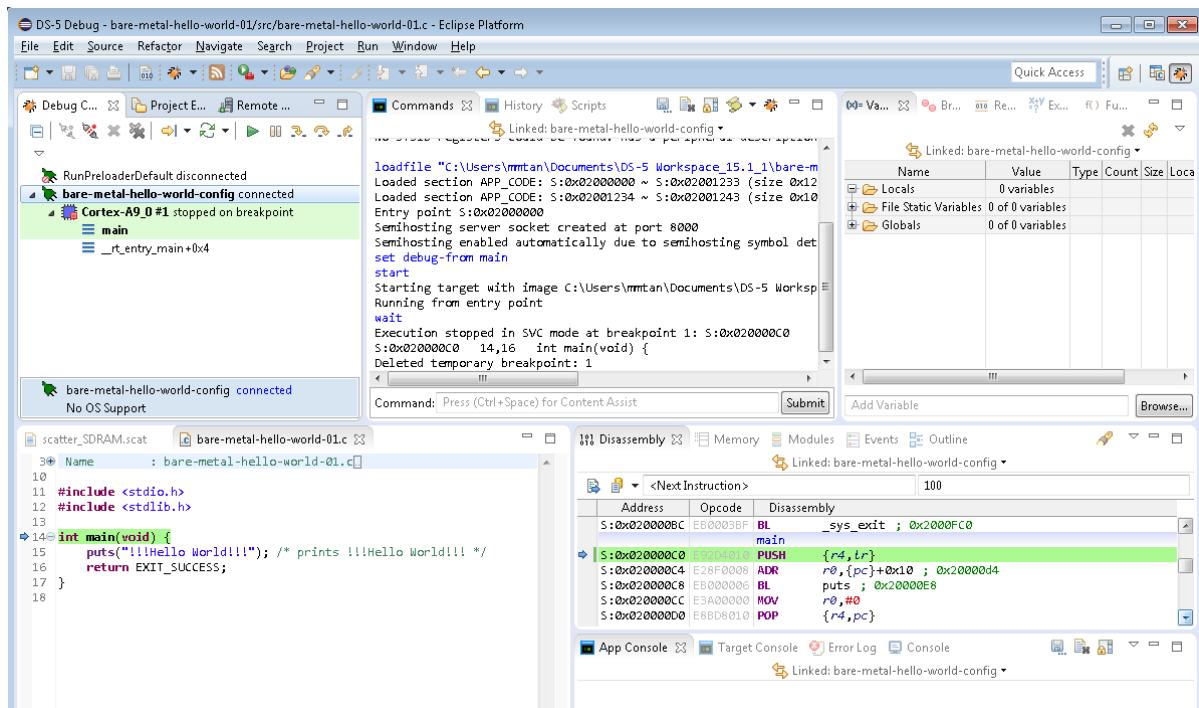 DS-5 Debug - bare-metal-hello-world-01/src/bare-metal-hello-world-01.c - Eclipse Platform
File Edit Source Refactor Navigate Search Project Run Window Help
Quick Access
Debug C... Project E... Remote ...
RunPreloaderDefault disconnected
bare-metal-hello-world-config connected
Cortex-A9_0 #1 stopped on breakpoint
main
__rt_entry_main+0x4
bare-metal-hello-world-config connected
No OS Support
Commands History Scripts
Linked: bare-metal-hello-world-config
loadfile "C:\Users\mmtan\Documents\DS-5 Workspace_15.1_1\bare-m
Loaded section APP_CODE: S:0x02000000 ~ S:0x02001233 (size 0x12
Loaded section APP_CODE: S:0x02001234 ~ S:0x02001243 (size 0x10
Entry point S:0x02000000
Semihosting server socket created at port 8000
Semihosting enabled automatically due to semihosting symbol det
set debug-from main
start
Starting target with image C:\Users\mmtan\Documents\DS-5 Worksp
Running from entry point
wait
Execution stopped in SVC mode at breakpoint 1: S:0x020000C0
S:0x020000C0 14,16 int main(void) {
Deleted temporary breakpoint: 1
Command: Press (Ctrl+Space) for Content Assist Submit
(x)= Va... Br... 010 Re... Ex... f() Fu...
Linked: bare-metal-hello-world-config
Name Value Type Count Size Loca
Locals 0 variables
File Static Variables 0 of 0 variables
Globals 0 of 0 variables
Add Variable Browse...
scatter_SDRAM.scat bare-metal-hello-world-01.c
3 Name : bare-metal-hello-world-01.c
10
11 #include <stdio.h>
12 #include <stdlib.h>
13
14 int main(void) {
15 puts("!!!Hello World!!!"); /* prints !!!Hello World!!! */
16 return EXIT_SUCCESS;
17 }
18
Disassembly Memory Modules Events Outline
Linked: bare-metal-hello-world-config
<Next Instruction> 100
Address Opcode Disassembly
S:0x020000BC EB0003BF BL _sys_exit ; 0x2000FC0
main
S:0x020000C0 E92D4010 PUSH {r4,lr}
S:0x020000C4 E28F0008 ADR r0,{pc}+0x10 ; 0x20000d4
S:0x020000C8 EB000006 BL puts ; 0x20000E8
S:0x020000CC E3A00000 MOV r0,#0
S:0x020000D0 E8BD8010 POP {r4,pc}
App Console Target Console Error Log Console
Linked: bare-metal-hello-world-config